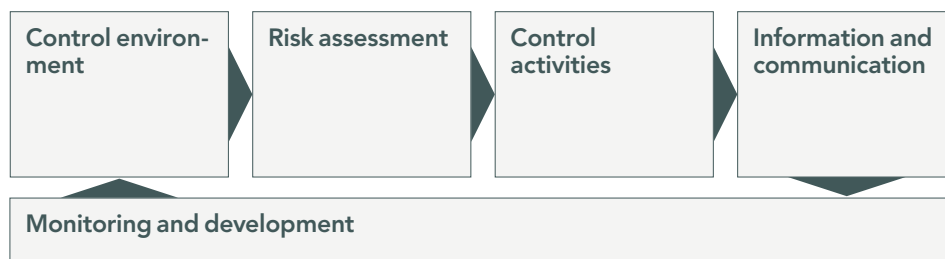 Control environ-
ment
Risk assessment
Control
activities
Information and
communication
Monitoring and development